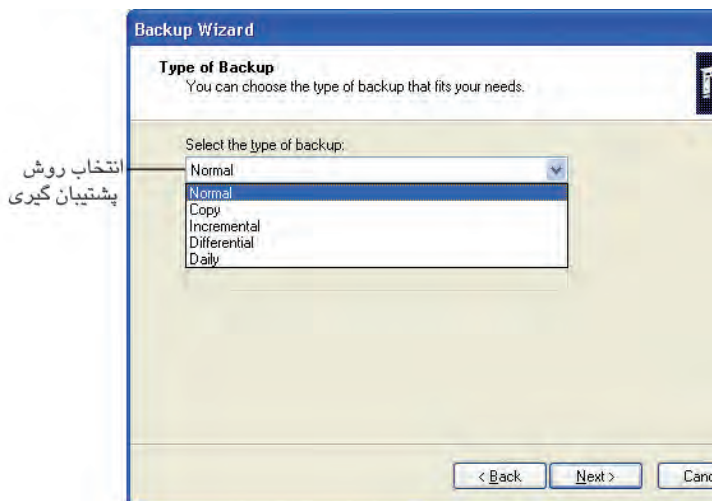 Backup Wizard
Type of Backup
You can choose the type of backup that fits your needs.
Select the type of backup:
Normal
Normal
Copy
Incremental
Differential
Daily
انتخاب روش
پشتیبان گیری
< Back
Next >
Canc